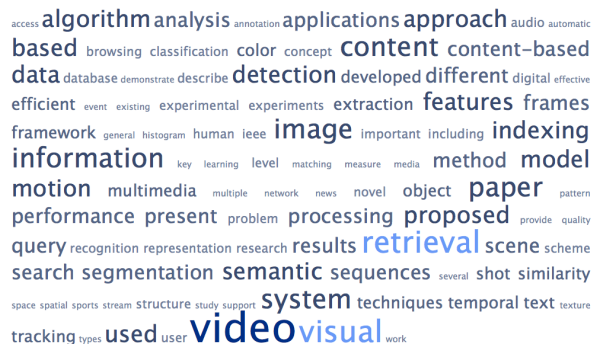 access algorithm analysis annotation applications approach audio automatic
based browsing classification color concept content content-based
data database demonstrate describe detection developed different digital effective
efficient event existing experimental experiments extraction features frames
framework general histogram human ieee image important including indexing
information key learning level matching measure media method model
motion multimedia multiple network news novel object paper pattern
performance present problem processing proposed provide quality
query recognition representation research results retrieval scene scheme
search segmentation semantic sequences several shot similarity
space spatial sports stream structure study support system techniques temporal text texture
tracking types used user video visual work